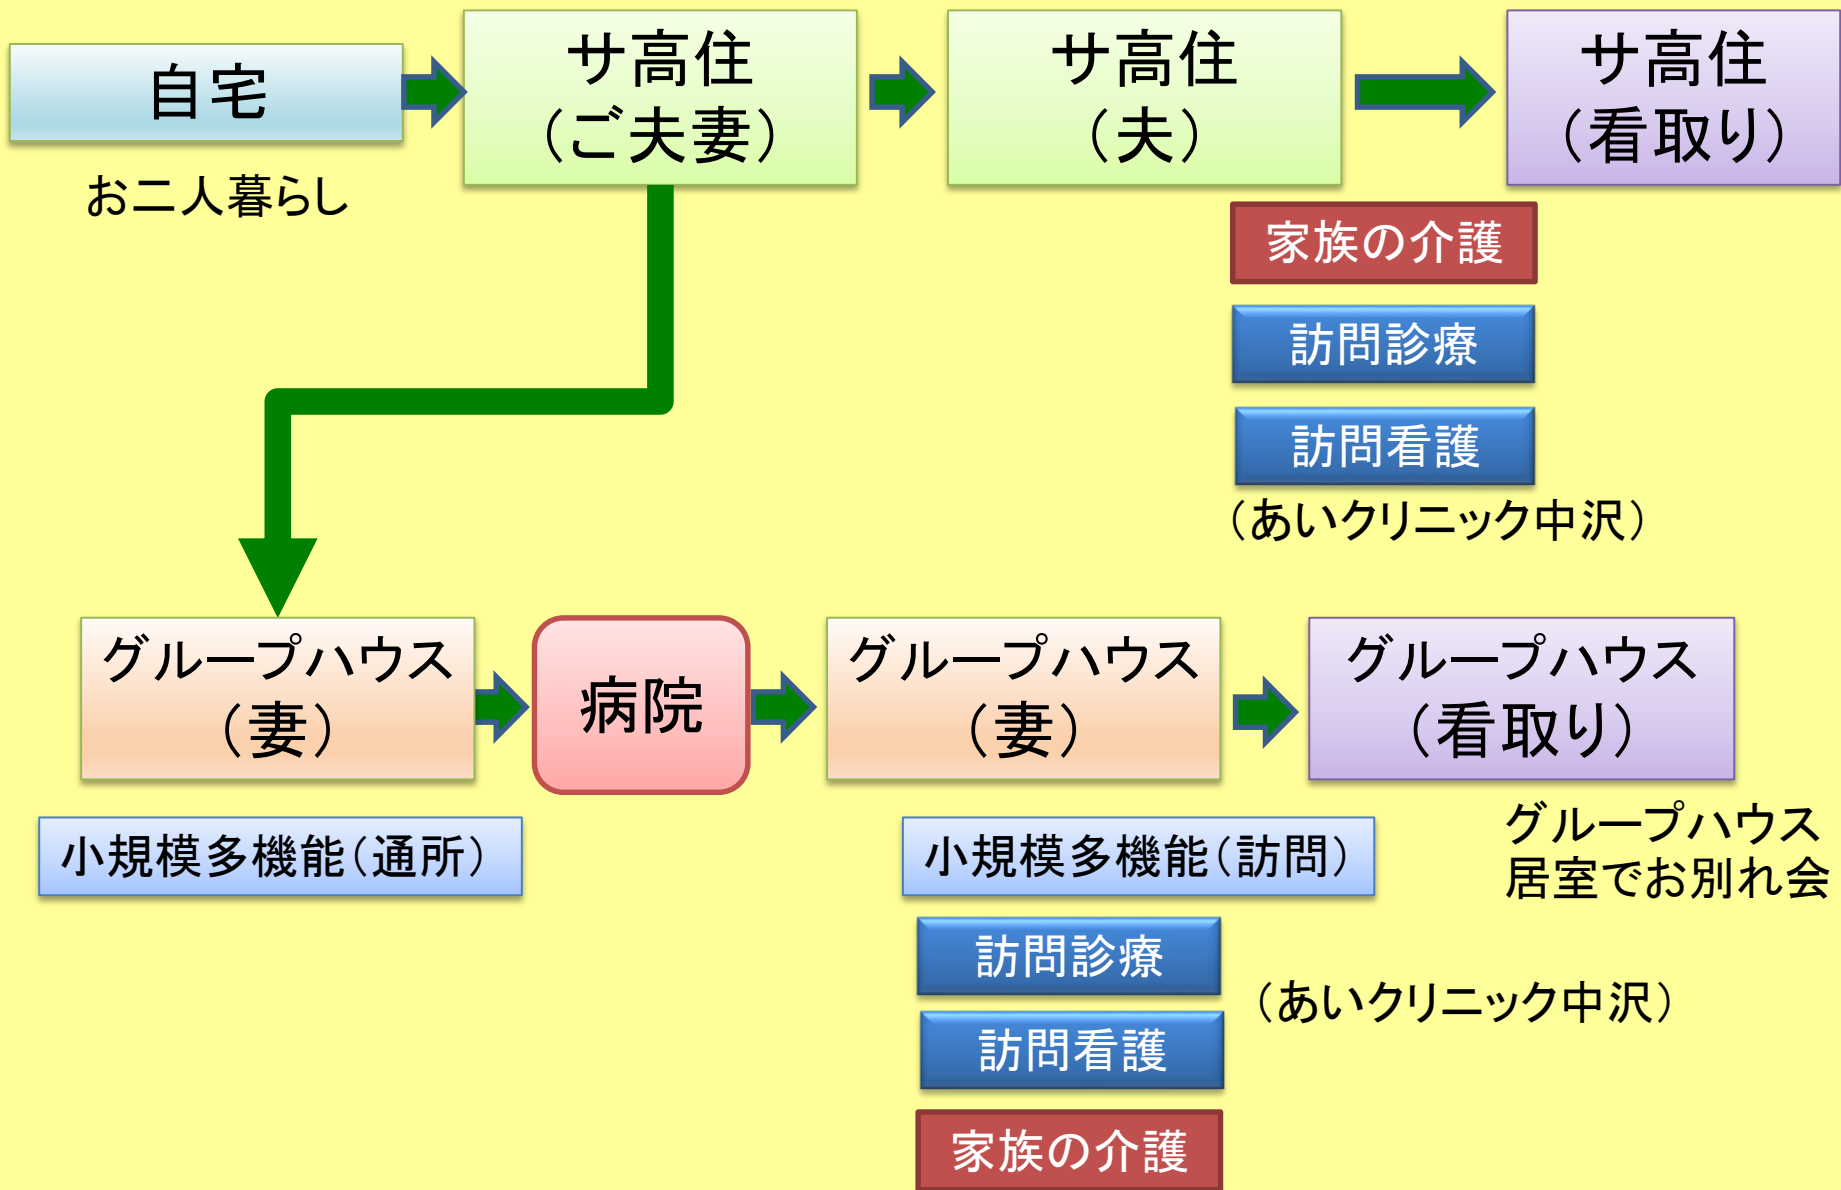 自宅
お二人暮らし
サ高住
（ご夫妻）
サ高住
（夫）
サ高住
（看取り）
家族の介護
訪問診療
訪問看護
（あいクリニック中沢）
グループハウス
（妻）
小規模多機能（通所）
病院
グループハウス
（妻）
小規模多機能（訪問）
訪問診療
訪問看護
（あいクリニック中沢）
家族の介護
グループハウス
（看取り）
グループハウス
居室でお別れ会